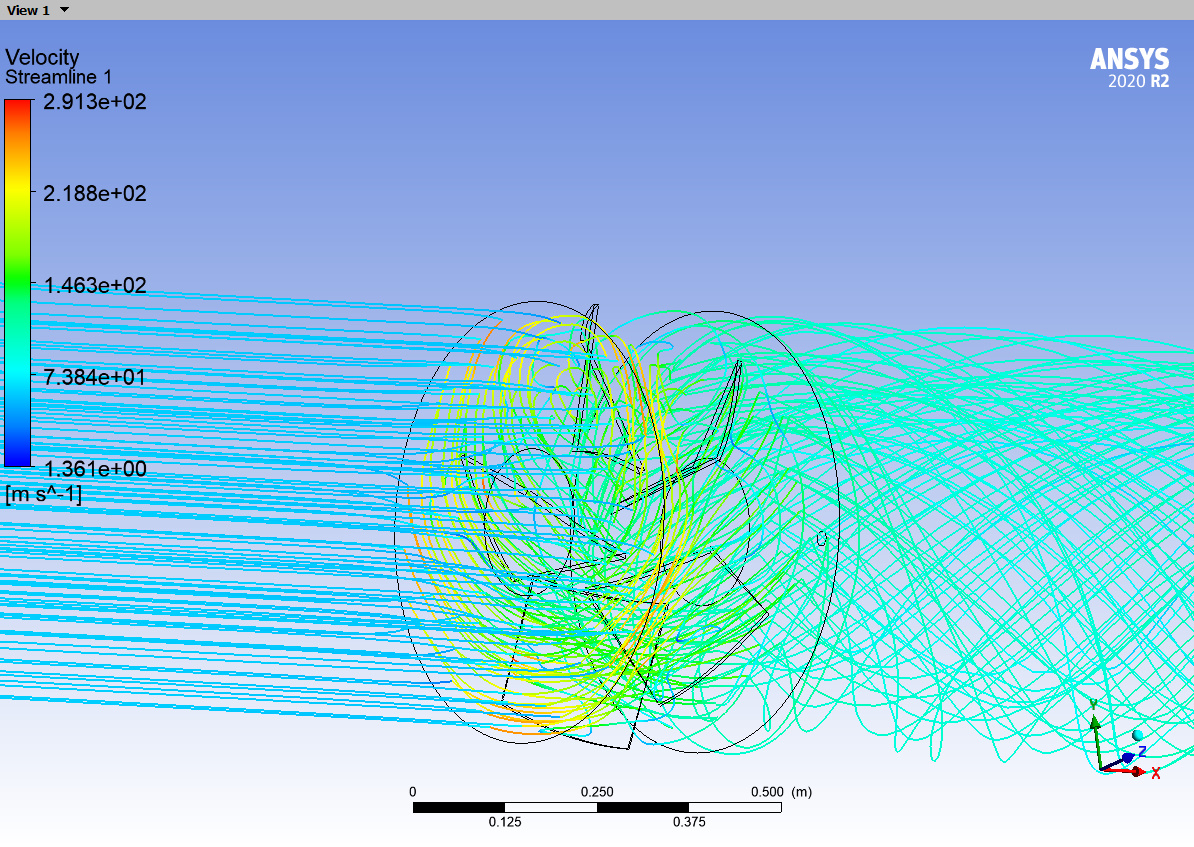 View 1
Velocity
Streamline 1
2.913e+02
2.188e+02
1.463e+02
7.384e+01
1.361e+00
[m s^-1]
ANSYS
2020 R2
Y
Z
X
0 0.250 0.500 (m)
0.125 0.375